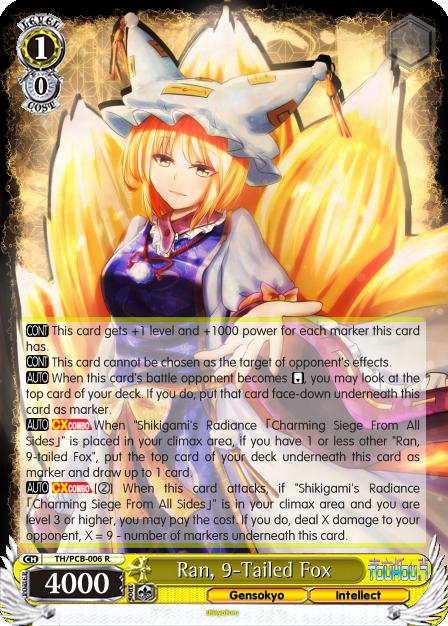 LEVEL
1
0
COST
CONT This card gets +1 level and +1000 power for each marker this card
has.
CONT This card cannot be chosen as the target of opponent's effects.
AUTO When this card's battle opponent becomes , you may look at the
top card of your deck. If you do, put that card face-down underneath this
card as marker.
AUTO CXCOMBO When "Shikigami's Radiance 「Charming Siege From All
Sides」" is placed in your climax area, if you have 1 or less other "Ran,
9-tailed Fox", put the top card of your deck underneath this card as
marker and draw up to 1 card.
AUTO CXCOMBO [②] When this card attacks, if "Shikigami's Radiance
「Charming Siege From All Sides」" is in your climax area and you are
level 3 or higher, you may pay the cost. If you do, deal X damage to your
opponent, X = 9 - number of markers underneath this card.
CH TH/PCB-006 R
POWER 4000 SOUL
Ran, 9-Tailed Fox
TOUHOU
Gensokyo Intellect